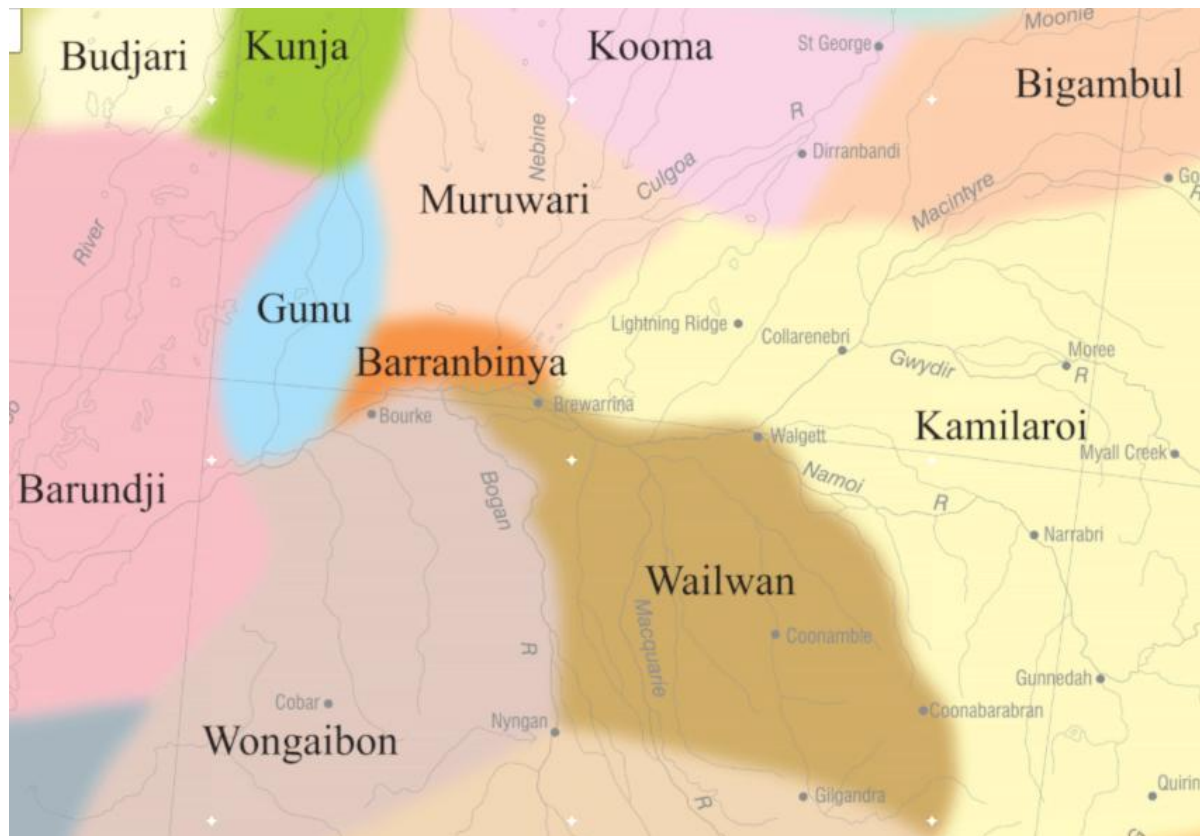 Budjari
Kunja
Kooma
St George
Moonie
Bigambul
R
Nebine
Dirranbandi
Culgoa
Muruwari
Macintyre
Go
R
River
Gunu
Lightning Ridge
Collarenebri
Barranbinya
Gwydir
Moree
R
Brewarrina
Bourke
Kamilaroi
Walgett
Myall Creek
Barundji
Bogan
Namoi
R
Narrabri
Wailwan
Macquarie
R
Coonamble
Gunnedah
Cobar
Coonabarabran
Nyngan
Wongaibon
R
Gilgandra
Quirin